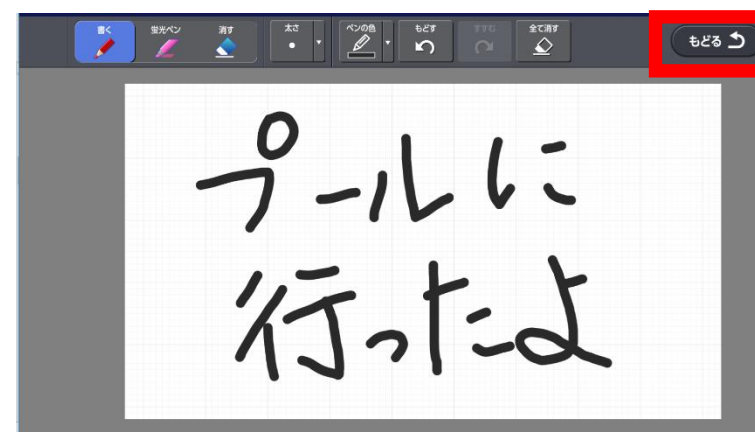 書く 蛍光ペン 消す 太さ ペンの色 もどす すすむ 全て消す もどる
プールに
行ったよ